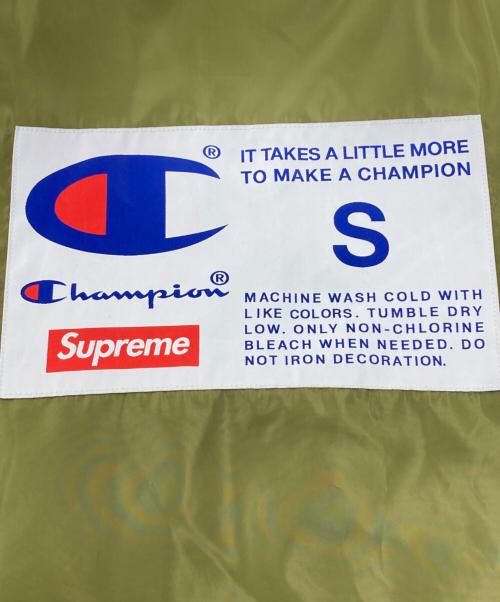 ®
IT TAKES A LITTLE MORE
TO MAKE A CHAMPION
S
Champion®
Supreme
MACHINE WASH COLD WITH
LIKE COLORS. TUMBLE DRY
LOW. ONLY NON-CHLORINE
BLEACH WHEN NEEDED. DO
NOT IRON DECORATION.